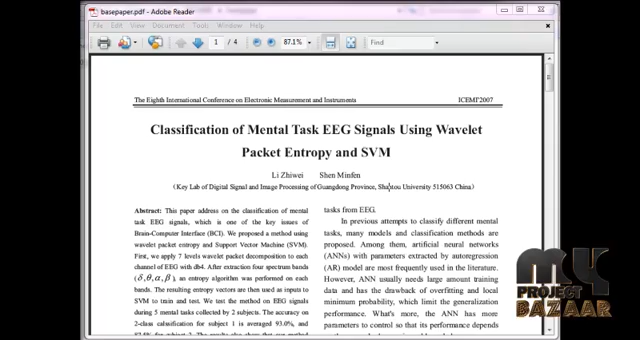 basepaper.pdf - Adobe Reader
File Edit View Document Tools Window Help
1 / 4 87.1% Find
The Eighth International Conference on Electronic Measurement and Instruments ICEMI'2007
Classification of Mental Task EEG Signals Using Wavelet
Packet Entropy and SVM
Li Zhiwei Shen Minfen
(Key Lab of Digital Signal and Image Processing of Guangdong Province, Shantou University 515063 China)
Abstract: This paper address on the classification of mental
task EEG signals, which is one of the key issues of
Brain-Computer Interface (BCI). We proposed a method using
wavelet packet entropy and Support Vector Machine (SVM).
First, we apply 7 levels wavelet packet decomposition to each
channel of EEG with db4. After extraction four spectrum bands
(δ,θ,α,β), an entropy algorithm was performed on each
bands. The resulting entropy vectors are then used as inputs to
SVM to train and test. We test the method on EEG signals
during 5 mental tasks collected by 2 subjects. The accuracy on
2-class calssification for subject 1 is averaged 93.0%, and
tasks from EEG.
In previous attempts to classify different mental
tasks, many models and classification methods are
proposed. Among them, artificial neural networks
(ANNs) with parameters extracted by autoregression
(AR) model are most frequently used in the literature.
However, ANN usually needs large amount training
data and has the drawback of overfitting and local
minimum probability, which limit the generalization
performance. What's more, the ANN has more
parameters to control so that its performance depends
MY
PROJECT
BAZAAR